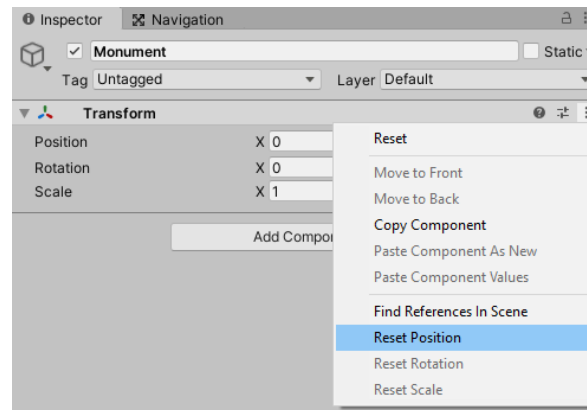 Inspector Navigation
Monument Static
Tag Untagged Layer Default
Transform
Position X 0
Rotation X 0
Scale X 1
Reset
Move to Front
Move to Back
Copy Component
Paste Component As New
Paste Component Values
Find References In Scene
Reset Position
Reset Rotation
Reset Scale
Add Compo